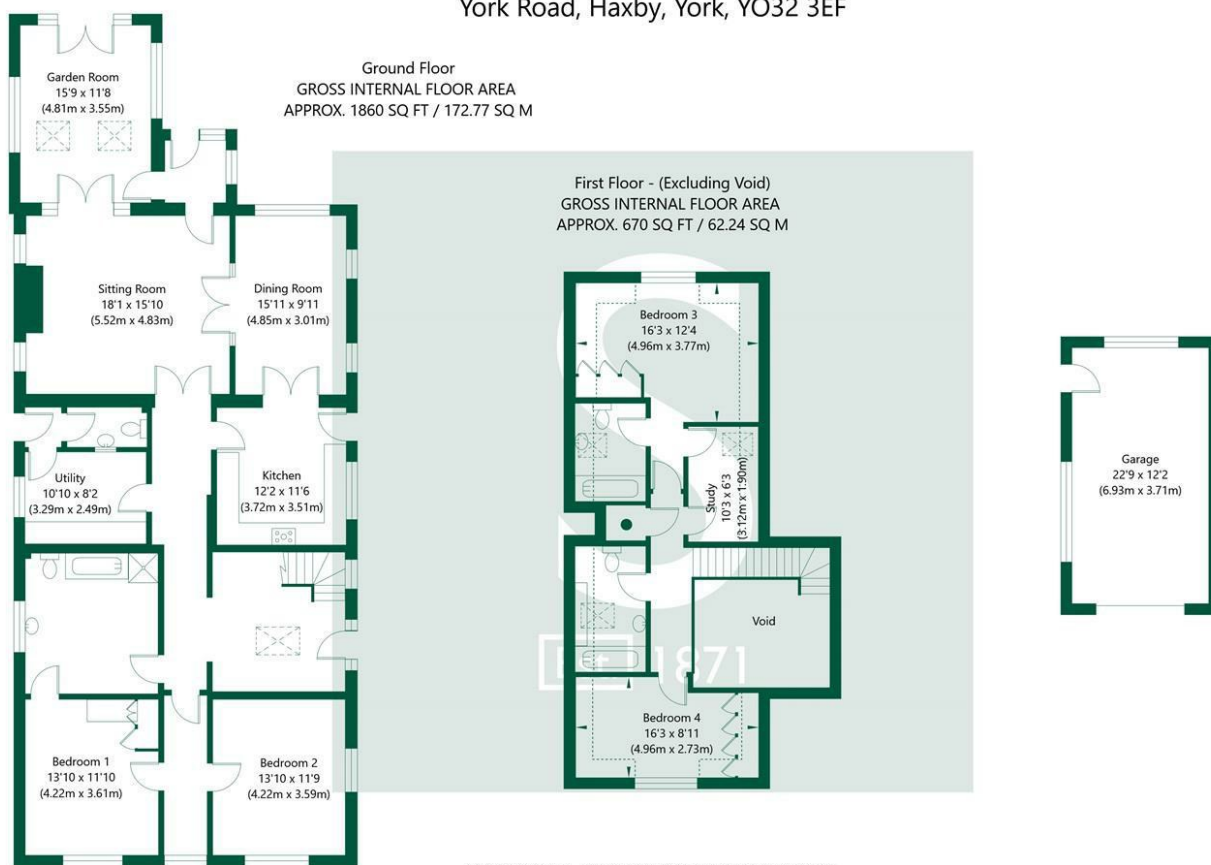 York Road, Haxby, York, YO32 3EF
Ground Floor
GROSS INTERNAL FLOOR AREA
APPROX. 1860 SQ FT / 172.77 SQ M
Garden Room
15'9 x 11'8
(4.81m x 3.55m)
Sitting Room
18'1 x 15'10
(5.52m x 4.83m)
Dining Room
15'11 x 9'11
(4.85m x 3.01m)
Utility
10'10 x 8'2
(3.29m x 2.49m)
Kitchen
12'2 x 11'6
(3.72m x 3.51m)
Bedroom 1
13'10 x 11'10
(4.22m x 3.61m)
Bedroom 2
13'10 x 11'9
(4.22m x 3.59m)
First Floor - (Excluding Void)
GROSS INTERNAL FLOOR AREA
APPROX. 670 SQ FT / 62.24 SQ M
Bedroom 3
16'3 x 12'4
(4.96m x 3.77m)
Study
10'3 x 6'3
(3.12m x 1.90m)
Void
Est. 1871
Bedroom 4
16'3 x 8'11
(4.96m x 2.73m)
Garage
22'9 x 12'2
(6.93m x 3.71m)